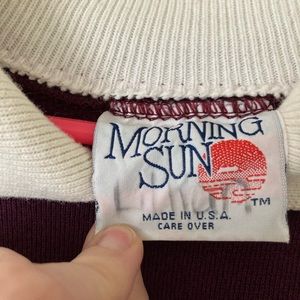 MORNING
SUN
TM
MADE IN U.S.A.
CARE OVER